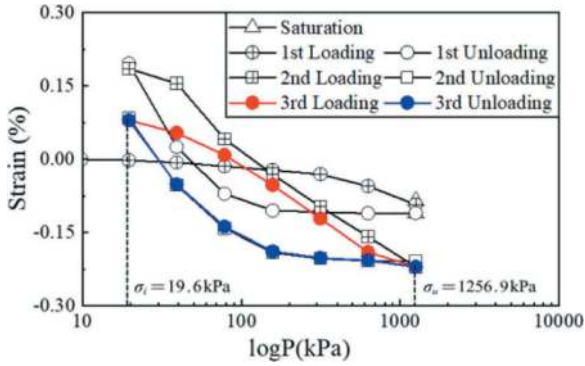 0.30
0.15
0.00
-0.15
-0.30
Strain (%)
Saturation
1st Loading
1st Unloading
2nd Loading
2nd Unloading
3rd Loading
3rd Unloading
σᵢ=19.6kPa
σᵤ=1256.9kPa
10
100
1000
10000
logP(kPa)